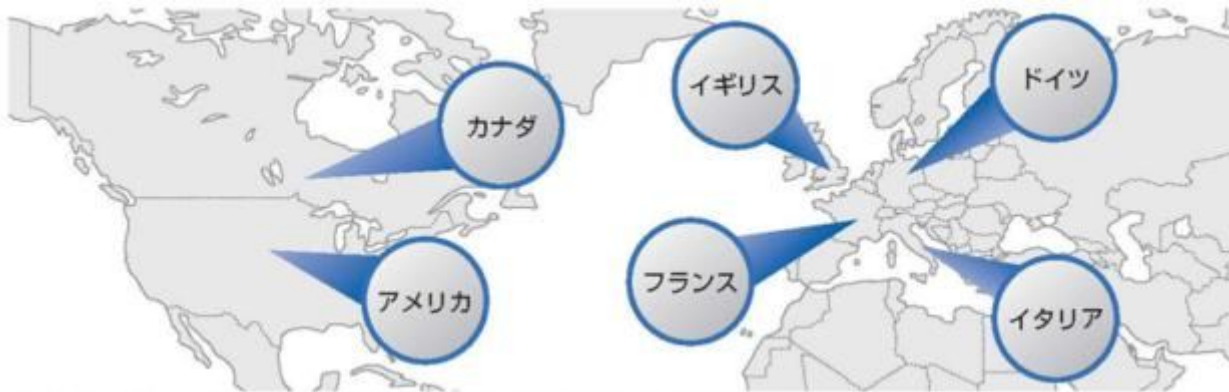 カナダ
アメリカ
イギリス
ドイツ
フランス
イタリア